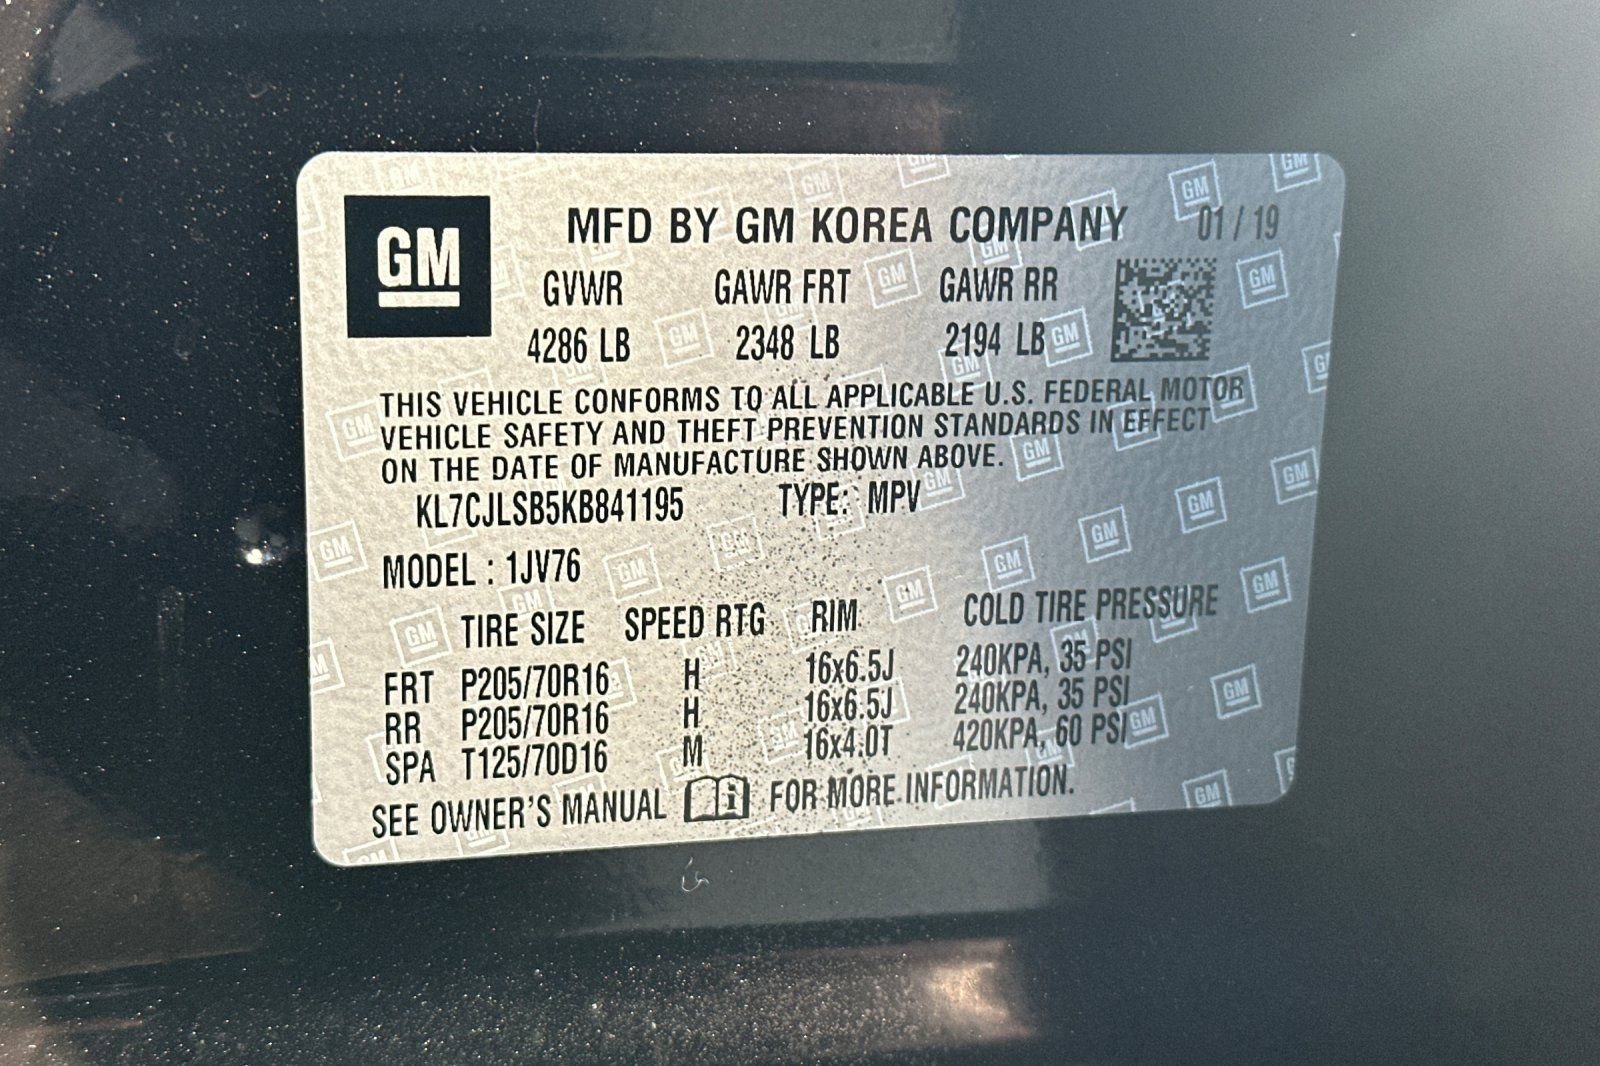 GM
MFD BY GM KOREA COMPANY 01 / 19
GVWR GAWR FRT GAWR RR
4286 LB 2348 LB 2194 LB
THIS VEHICLE CONFORMS TO ALL APPLICABLE U.S. FEDERAL MOTOR
VEHICLE SAFETY AND THEFT PREVENTION STANDARDS IN EFFECT
ON THE DATE OF MANUFACTURE SHOWN ABOVE.
KL7CJLSB5KB841195 TYPE: MPV
MODEL : 1JV76
TIRE SIZE SPEED RTG RIM COLD TIRE PRESSURE
FRT P205/70R16 H 16x6.5J 240KPA, 35 PSI
RR P205/70R16 H 16x6.5J 240KPA, 35 PSI
SPA T125/70D16 M 16x4.0T 420KPA, 60 PSI
SEE OWNER'S MANUAL FOR MORE INFORMATION.